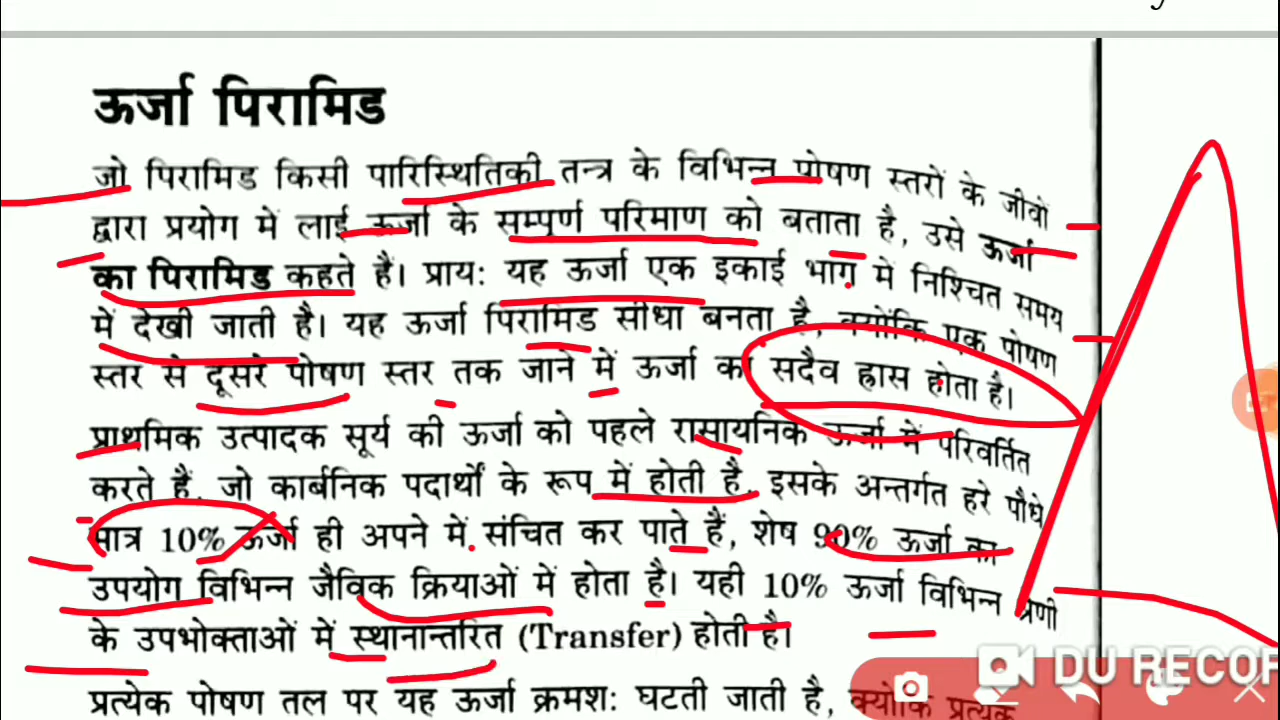 ऊर्जा पिरामिड
जो पिरामिड किसी पारिस्थितिकी तन्त्र के विभिन्न पोषण स्तरों के जीवों
द्वारा प्रयोग में लाई ऊर्जा के सम्पूर्ण परिमाण को बताता है, उसे ऊर्जा
का पिरामिड कहते हैं। प्राय: यह ऊर्जा एक इकाई भाग में निश्चित समय
में देखी जाती है। यह ऊर्जा पिरामिड सीधा बनता है, क्योंकि एक पोषण
स्तर से दूसरे पोषण स्तर तक जाने में ऊर्जा का सदैव ह्रास होता है।
प्राथमिक उत्पादक सूर्य की ऊर्जा को पहले रासायनिक ऊर्जा में परिवर्तित
करते हैं, जो कार्बनिक पदार्थों के रूप में होती है, इसके अन्तर्गत हरे पौधे
मात्र 10% ऊर्जा ही अपने में संचित कर पाते हैं, शेष 90% ऊर्जा का
उपयोग विभिन्न जैविक क्रियाओं में होता है। यही 10% ऊर्जा विभिन्न श्रेणी
के उपभोक्ताओं में स्थानान्तरित (Transfer) होती है।
DU RECOR
प्रत्येक पोषण तल पर यह ऊर्जा क्रमश: घटती जाती है, क्योंकि प्रत्येक